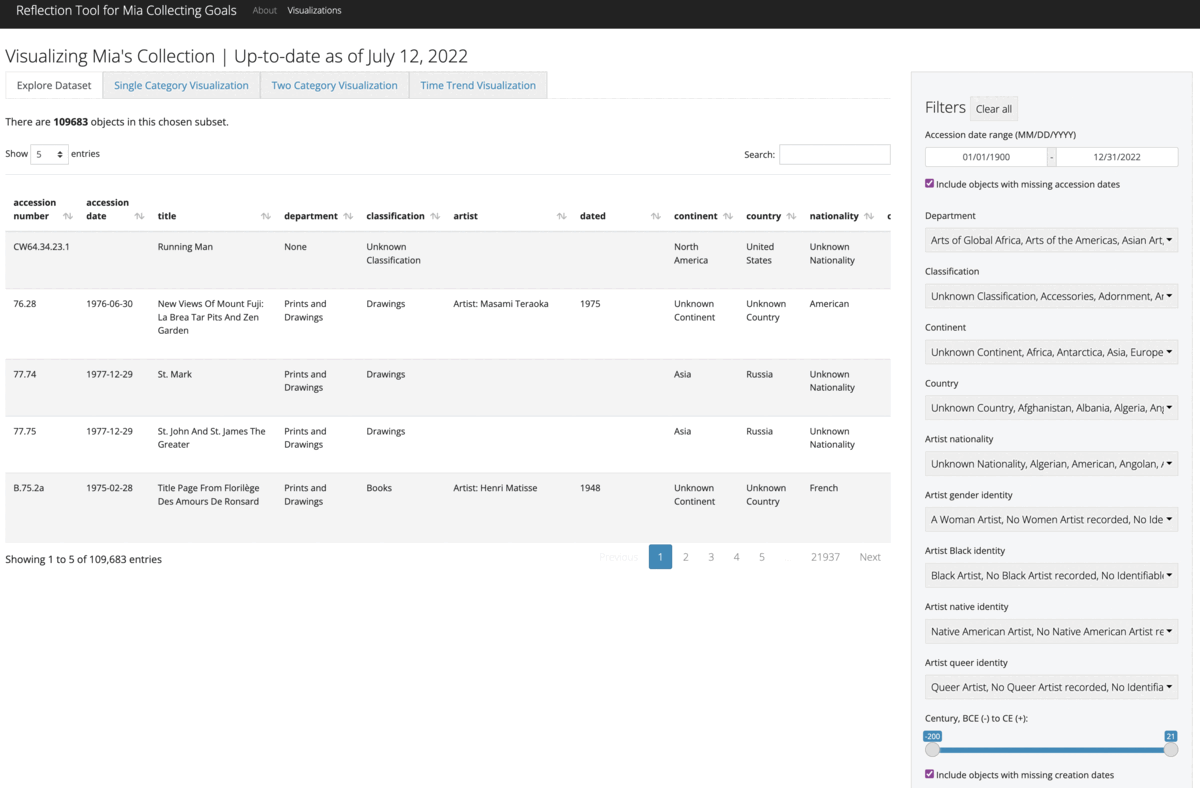 Reflection Tool for Mia Collecting Goals About Visualizations
Visualizing Mia's Collection | Up-to-date as of July 12, 2022
Explore Dataset Single Category Visualization Two Category Visualization Time Trend Visualization
There are 109683 objects in this chosen subset.
Show 5 entries Search:
accession number accession date title department classification artist dated continent country nationality c
CW64.34.23.1 Running Man None Unknown Classification North America United States Unknown Nationality
76.28 1976-06-30 New Views Of Mount Fuji: La Brea Tar Pits And Zen Garden Prints and Drawings Drawings Artist: Masami Teraoka 1975 Unknown Continent Unknown Country American
77.74 1977-12-29 St. Mark Prints and Drawings Drawings Asia Russia Unknown Nationality
77.75 1977-12-29 St. John And St. James The Greater Prints and Drawings Drawings Asia Russia Unknown Nationality
B.75.2a 1975-02-28 Title Page From Florilège Des Amours De Ronsard Prints and Drawings Books Artist: Henri Matisse 1948 Unknown Continent Unknown Country French
Showing 1 to 5 of 109,683 entries Previous 1 2 3 4 5 … 21937 Next
Filters Clear all
Accession date range (MM/DD/YYYY)
01/01/1900 - 12/31/2022
Include objects with missing accession dates
Department
Arts of Global Africa, Arts of the Americas, Asian Art,
Classification
Unknown Classification, Accessories, Adornment, Ar
Continent
Unknown Continent, Africa, Antarctica, Asia, Europe
Country
Unknown Country, Afghanistan, Albania, Algeria, Ang
Artist nationality
Unknown Nationality, Algerian, American, Angolan,
Artist gender identity
A Woman Artist, No Women Artist recorded, No Ide
Artist Black identity
Black Artist, No Black Artist recorded, No Identifiabl
Artist native identity
Native American Artist, No Native American Artist re
Artist queer identity
Queer Artist, No Queer Artist recorded, No Identifia
Century, BCE (-) to CE (+):
-200 21
Include objects with missing creation dates